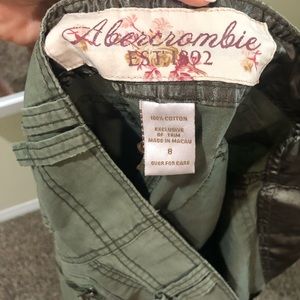 Abercrombie
EST. 1892
100% COTTON
EXCLUSIVE
OF TRIM
MADE IN MACAU
8
OVER FOR CARE